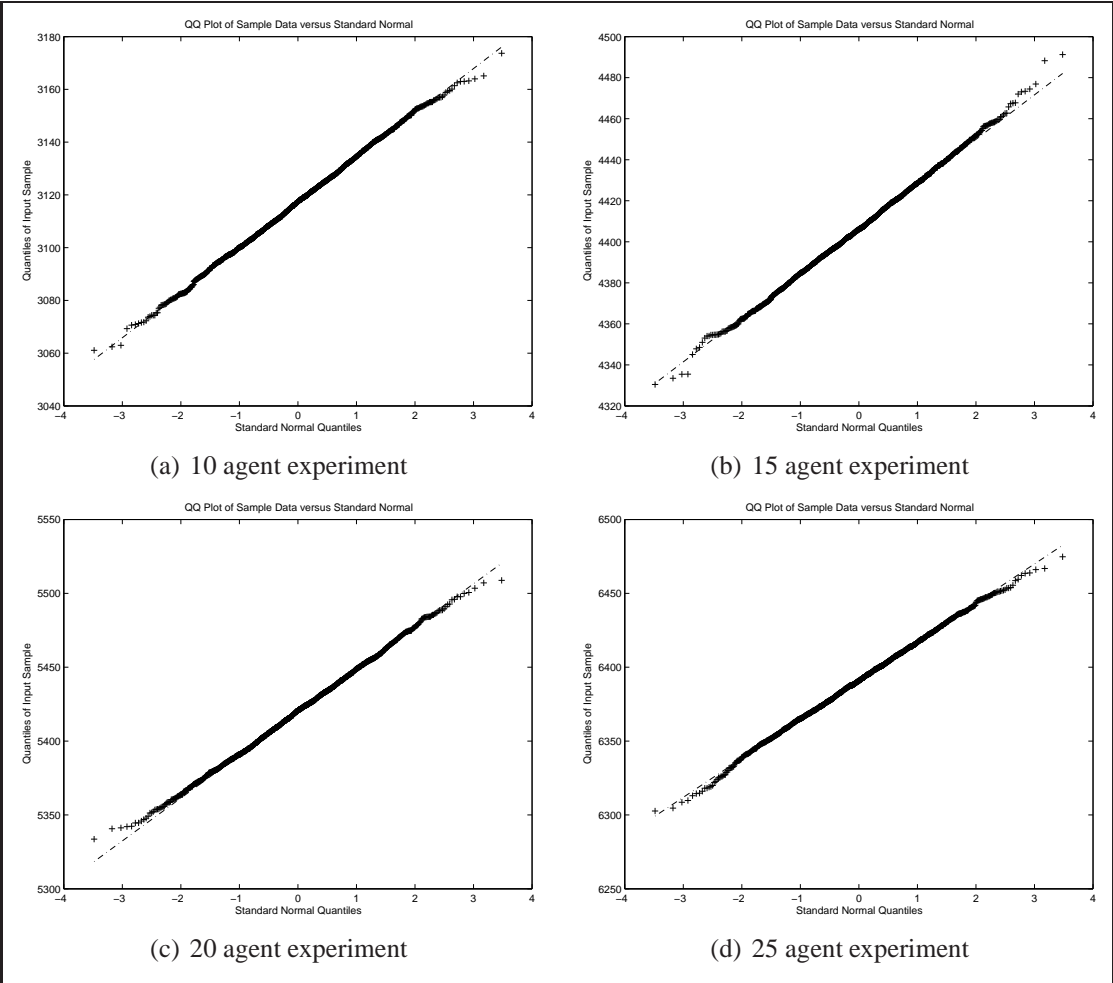 QQ Plot of Sample Data versus Standard Normal
3180
3160
3140
3120
3100
3080
3060
3040
Quantiles of Input Sample
−4 −3 −2 −1 0 1 2 3 4
Standard Normal Quantiles
(a) 10 agent experiment
QQ Plot of Sample Data versus Standard Normal
4500
4480
4460
4440
4420
4400
4380
4360
4340
4320
Quantiles of Input Sample
−4 −3 −2 −1 0 1 2 3 4
Standard Normal Quantiles
(b) 15 agent experiment
QQ Plot of Sample Data versus Standard Normal
5550
5500
5450
5400
5350
5300
Quantiles of Input Sample
−4 −3 −2 −1 0 1 2 3 4
Standard Normal Quantiles
(c) 20 agent experiment
QQ Plot of Sample Data versus Standard Normal
6500
6450
6400
6350
6300
6250
Quantiles of Input Sample
−4 −3 −2 −1 0 1 2 3 4
Standard Normal Quantiles
(d) 25 agent experiment